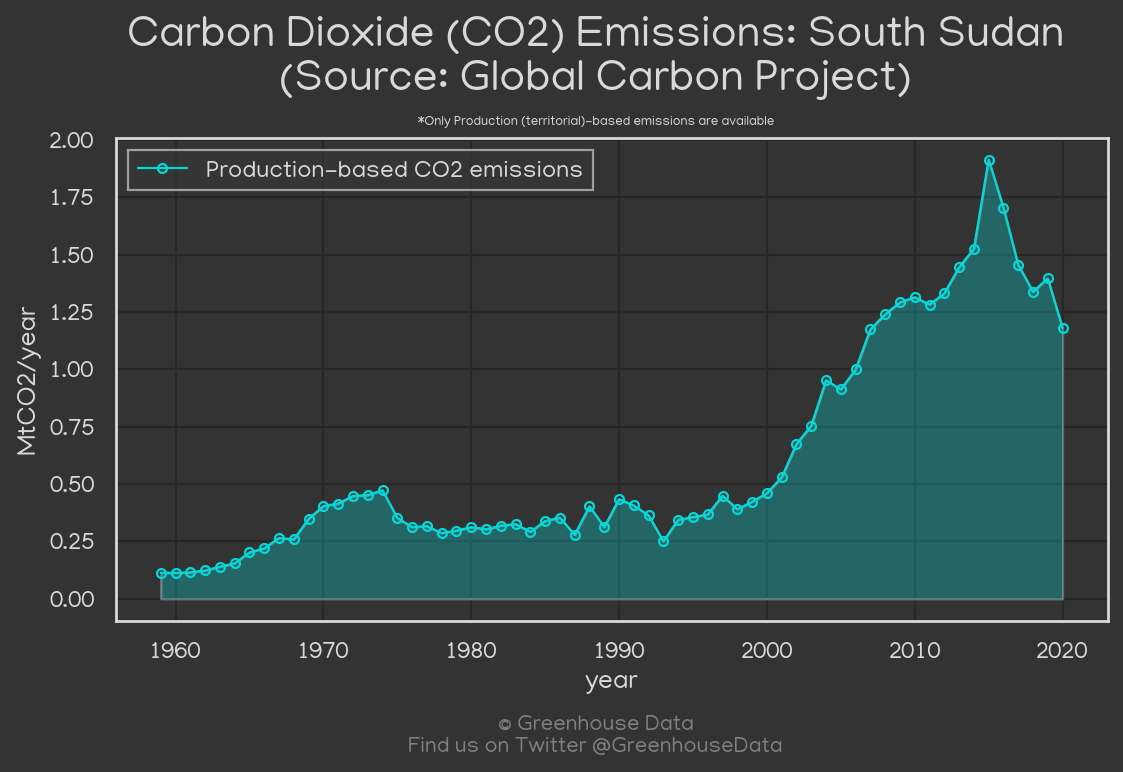 Carbon Dioxide (CO2) Emissions: South Sudan
(Source: Global Carbon Project)
*Only Production (territorial)-based emissions are available
Production-based CO2 emissions
2.00
1.75
1.50
1.25
1.00
0.75
0.50
0.25
0.00
MtCO2/year
1960 1970 1980 1990 2000 2010 2020
year
© Greenhouse Data
Find us on Twitter @GreenhouseData